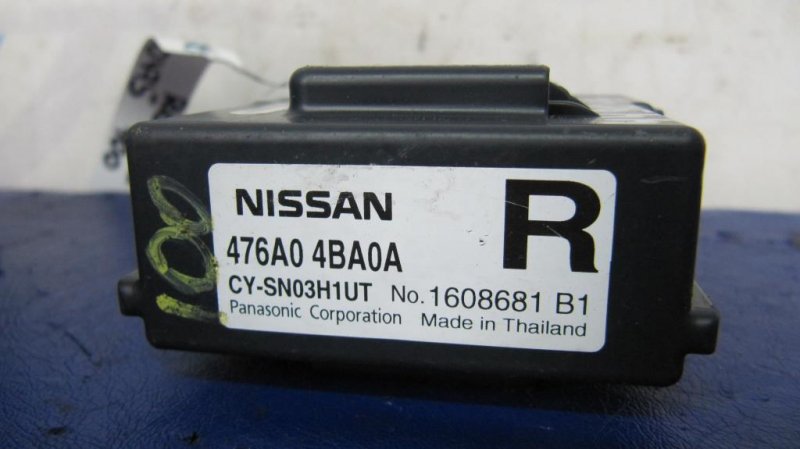 NISSAN R
476A0 4BA0A
CY-SN03H1UT No.1608681 B1
Panasonic Corporation Made in Thailand